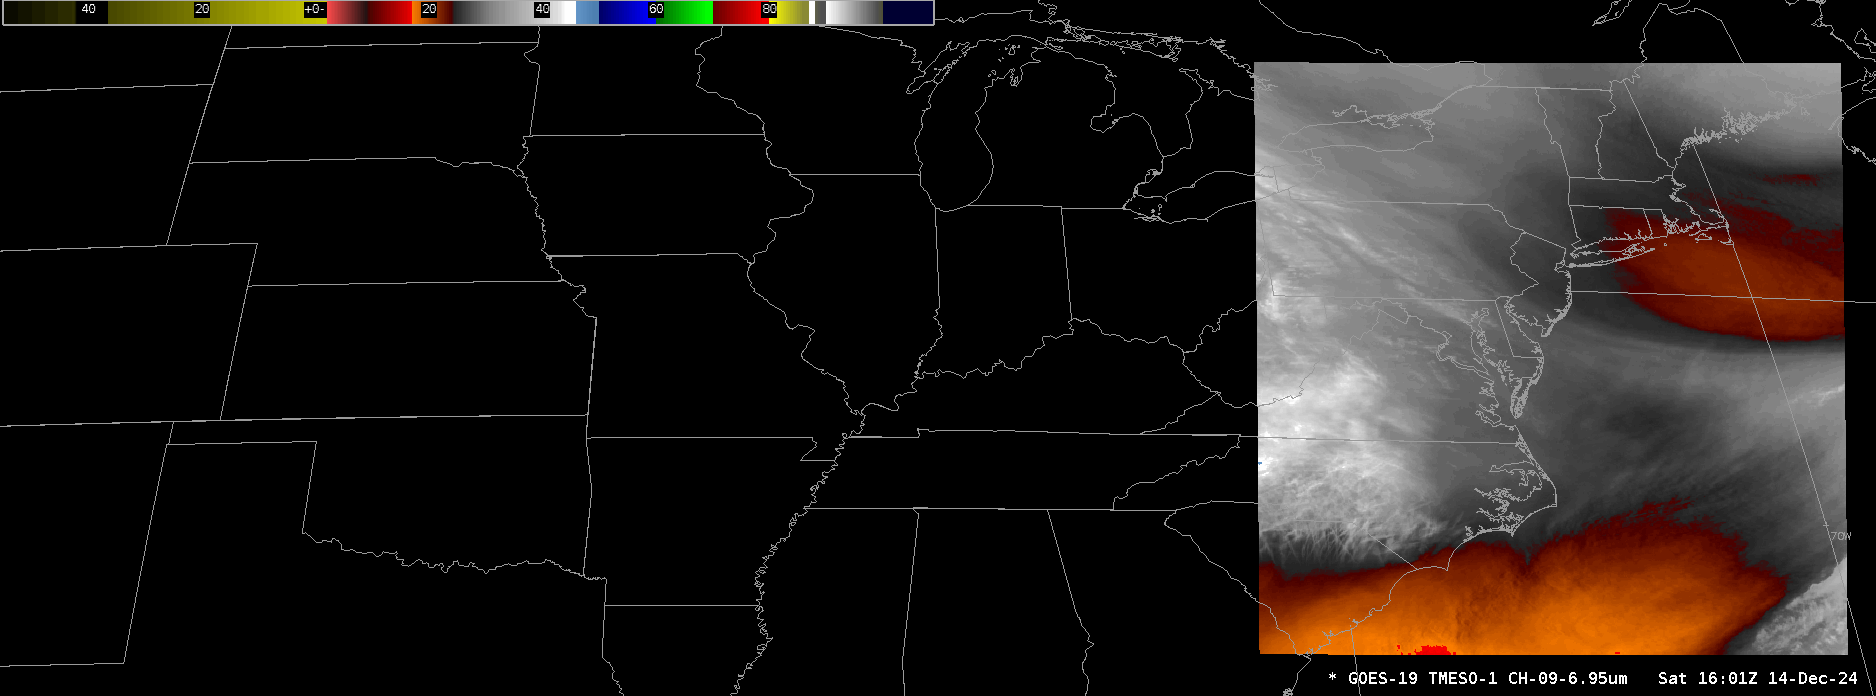 40 20 +0- 20 40 60 80
70W
* GOES-19 TMESO-1 CH-09-6.95um Sat 16:01Z 14-Dec-24